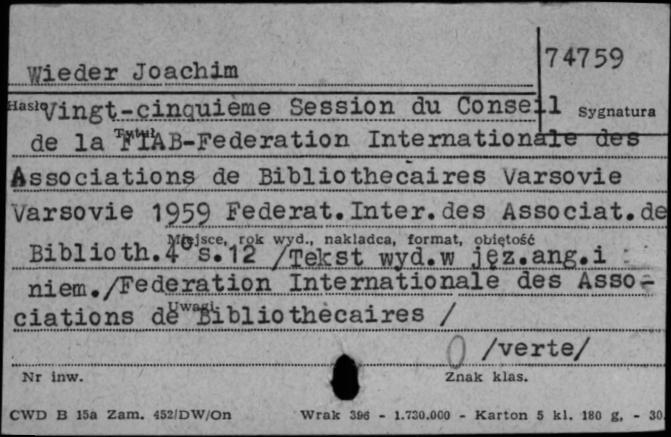 74759
Wieder Joachim
Hasło Vingt-cinquième Session du Conseil Sygnatura
de la Tytuł FIAB-Federation Internationale des
Associations de Bibliothecaires Varsovie
Varsovie 1959 Federat.Inter.des Associat.de
Miejsce, rok wyd., nakladca, format, objętość
Biblioth.4° s.12 /Tekst wyd.w jęz.ang.i
niem./Federation Internationale des Asso-
ciations de Uwagi Bibliothècaires /
0 /verte/
Nr inw. Znak klas.
CWD B 15a Zam. 452/DW/On Wrak 396 - 1.730.000 - Karton 5 kl. 180 g. - 30.